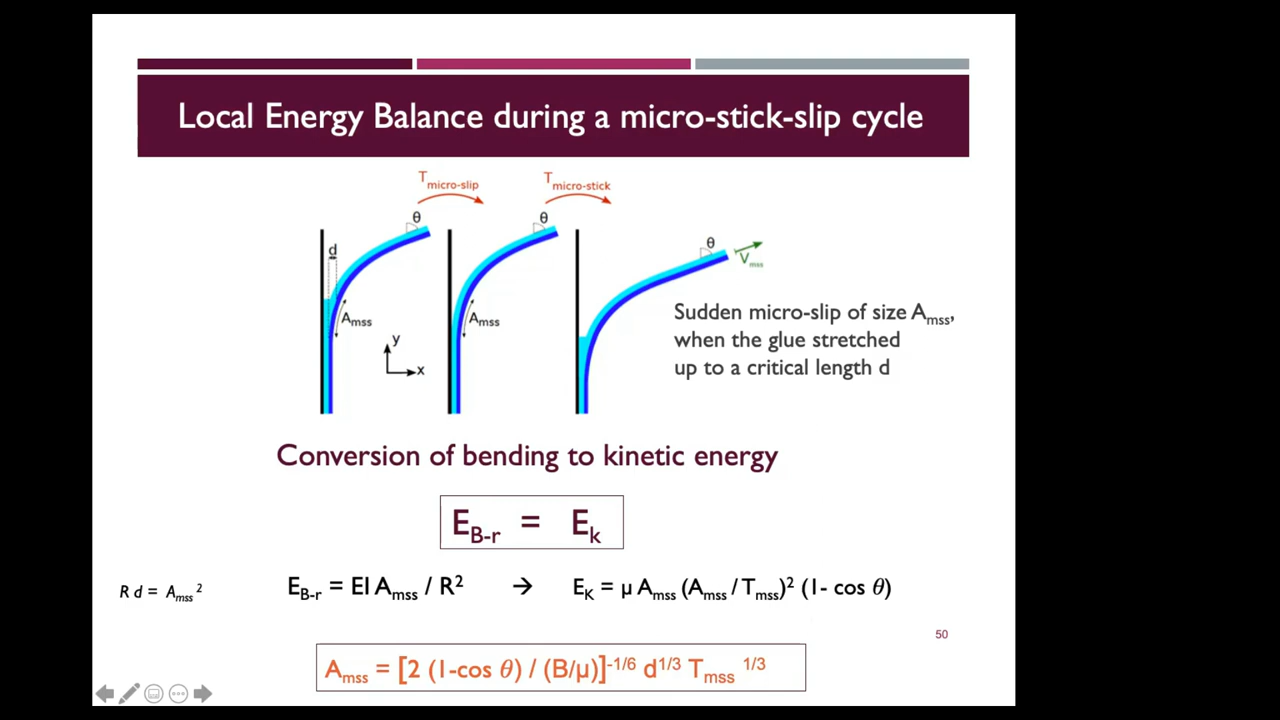 Local Energy Balance during a micro-stick-slip cycle
T micro-slip
T micro-stick
θ
θ
θ
d
V mss
A mss
A mss
y
x
Sudden micro-slip of size A mss,
when the glue stretched
up to a critical length d
Conversion of bending to kinetic energy
E B-r = E k
R d = A mss ²
E B-r = EI A mss / R² → E K = μ A mss (A mss / T mss)² (1- cos θ)
50
A mss = [2 (1-cos θ) / (B/μ)]^-1/6 d^1/3 T mss ^1/3